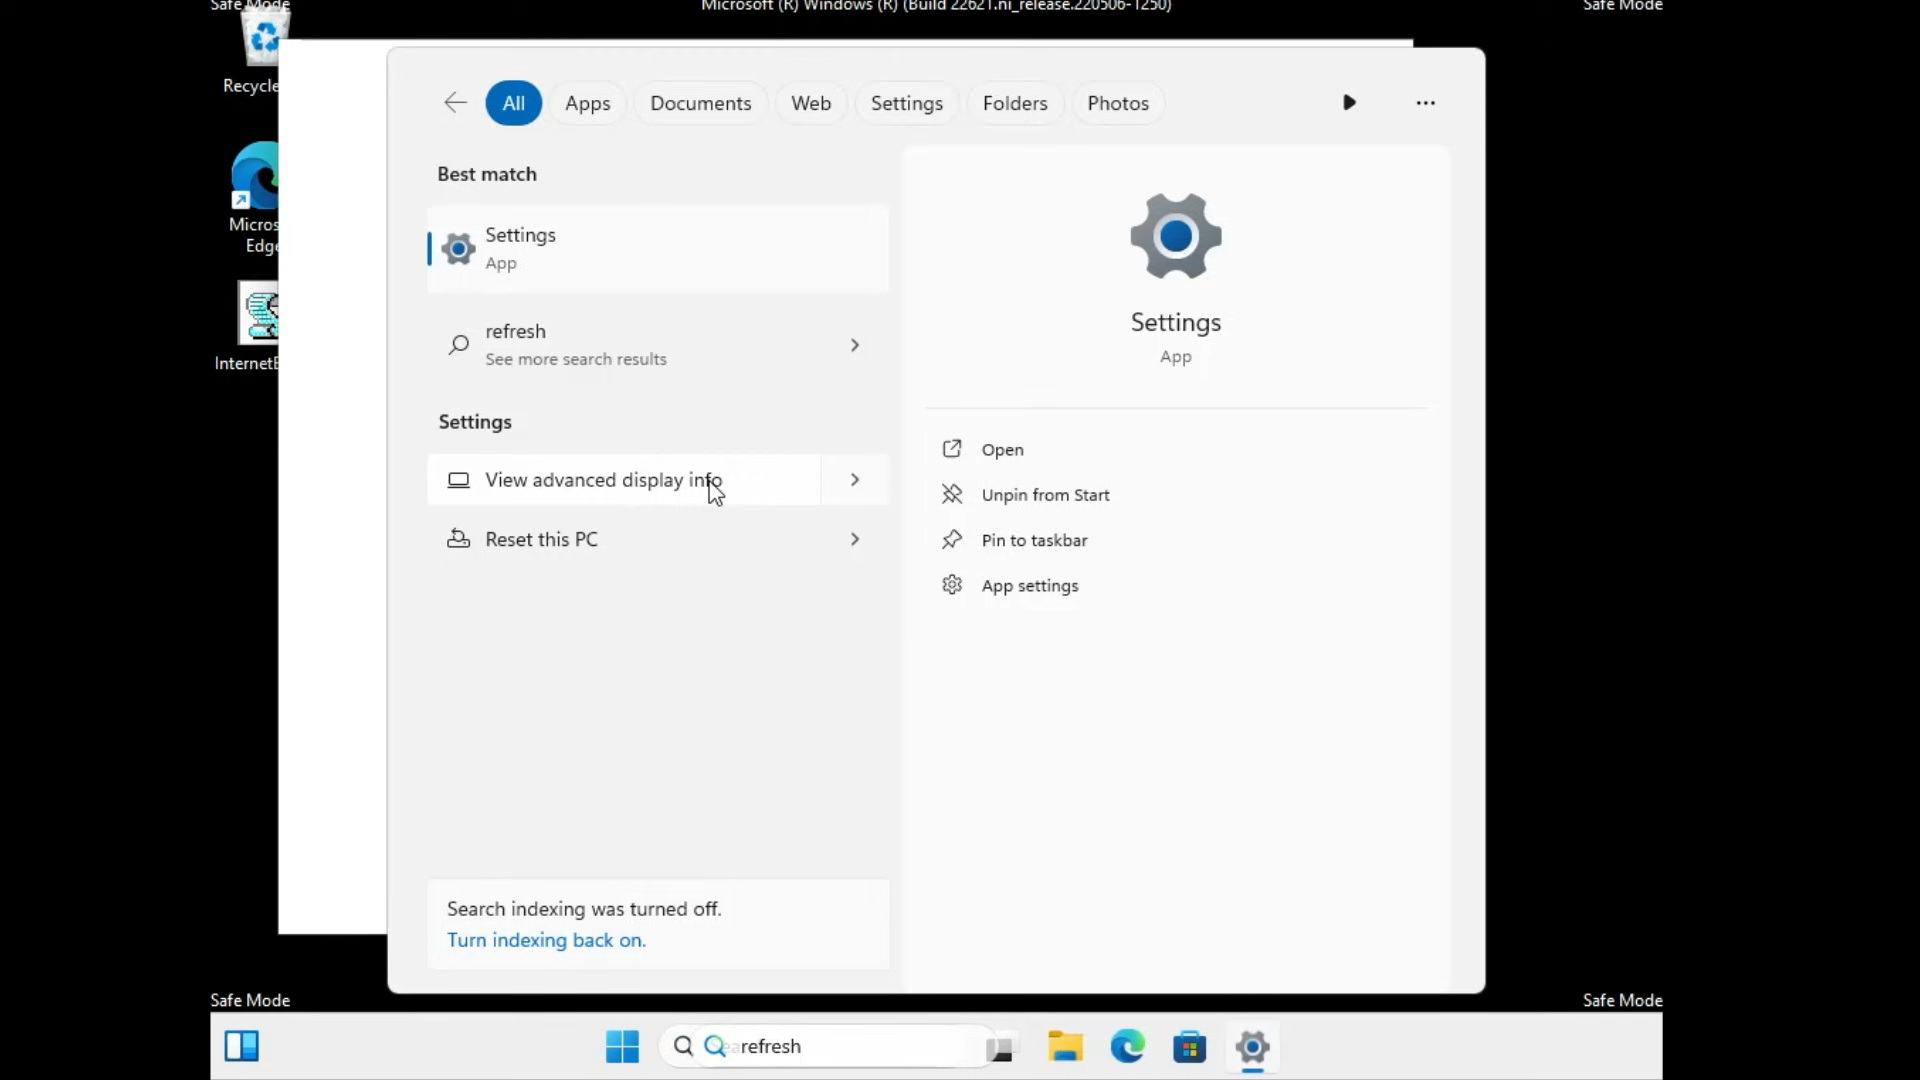 Safe Mode
Microsoft (R) Windows (R) (Build 22621.ni_release.220506-1250)
Safe Mode
Recycle
Micros
Edge
InternetE
All
Apps
Documents
Web
Settings
Folders
Photos
Best match
Settings
App
refresh
See more search results
Settings
View advanced display info
Reset this PC
Search indexing was turned off.
Turn indexing back on.
Settings
App
Open
Unpin from Start
Pin to taskbar
App settings
Safe Mode
Safe Mode
refresh